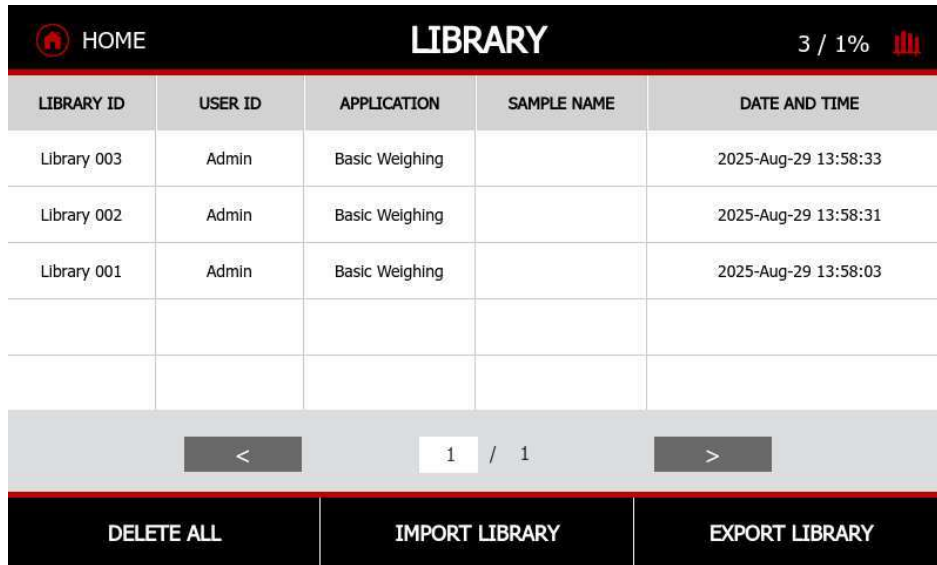 HOME LIBRARY 3 / 1%
LIBRARY ID USER ID APPLICATION SAMPLE NAME DATE AND TIME
Library 003 Admin Basic Weighing 2025-Aug-29 13:58:33
Library 002 Admin Basic Weighing 2025-Aug-29 13:58:31
Library 001 Admin Basic Weighing 2025-Aug-29 13:58:03
< 1 / 1 >
DELETE ALL IMPORT LIBRARY EXPORT LIBRARY